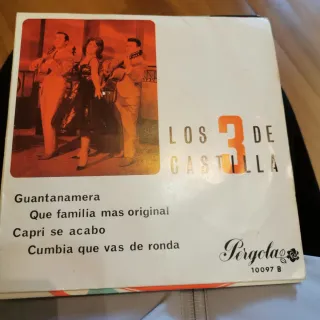 LOS 3 DE
CASTILLA
Guantanamera
Que familia mas original
Capri se acabo
Cumbia que vas de ronda
Pergola
10097 B